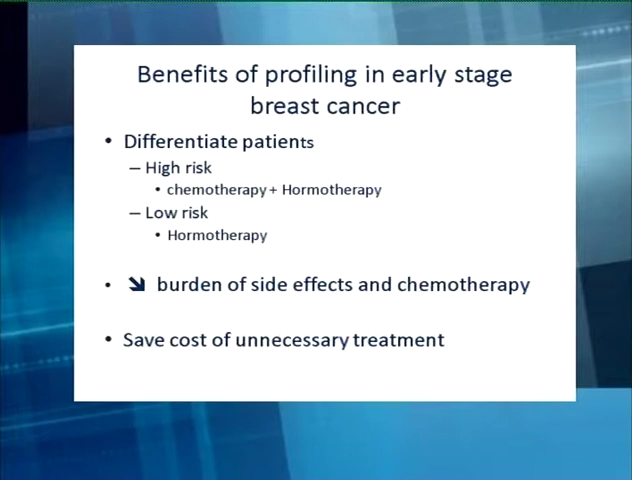 Benefits of profiling in early stage
breast cancer
• Differentiate patients
– High risk
• chemotherapy + Hormotherapy
– Low risk
• Hormotherapy
• ↘ burden of side effects and chemotherapy
• Save cost of unnecessary treatment